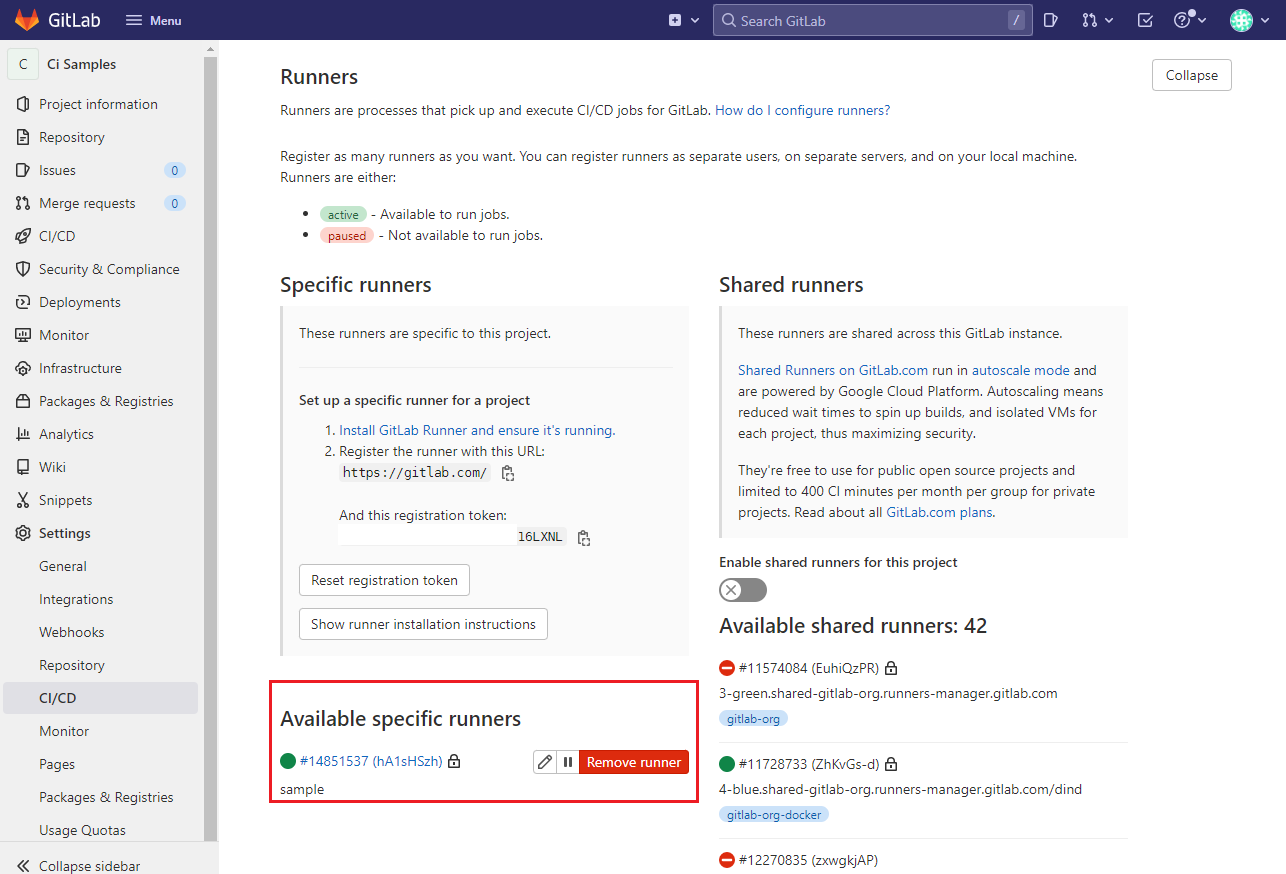 GitLab
Menu
Search GitLab
/
C
Ci Samples
Project information
Repository
Issues
0
Merge requests
0
CI/CD
Security & Compliance
Deployments
Monitor
Infrastructure
Packages & Registries
Analytics
Wiki
Snippets
Settings
General
Integrations
Webhooks
Repository
CI/CD
Monitor
Pages
Packages & Registries
Usage Quotas
Collapse sidebar
Runners
Collapse
Runners are processes that pick up and execute CI/CD jobs for GitLab. How do I configure runners?
Register as many runners as you want. You can register runners as separate users, on separate servers, and on your local machine.
Runners are either:
active - Available to run jobs.
paused - Not available to run jobs.
Specific runners
These runners are specific to this project.
Set up a specific runner for a project
1. Install GitLab Runner and ensure it's running.
2. Register the runner with this URL:
https://gitlab.com/
And this registration token:
16LXNL
Reset registration token
Show runner installation instructions
Available specific runners
#14851537 (hA1sHSzh)
Remove runner
sample
Shared runners
These runners are shared across this GitLab instance.
Shared Runners on GitLab.com run in autoscale mode and
are powered by Google Cloud Platform. Autoscaling means
reduced wait times to spin up builds, and isolated VMs for
each project, thus maximizing security.
They're free to use for public open source projects and
limited to 400 CI minutes per month per group for private
projects. Read about all GitLab.com plans.
Enable shared runners for this project
Available shared runners: 42
#11574084 (EuhiQzPR)
3-green.shared-gitlab-org.runners-manager.gitlab.com
gitlab-org
#11728733 (ZhKvGs-d)
4-blue.shared-gitlab-org.runners-manager.gitlab.com/dind
gitlab-org-docker
#12270835 (zxwgkjAP)